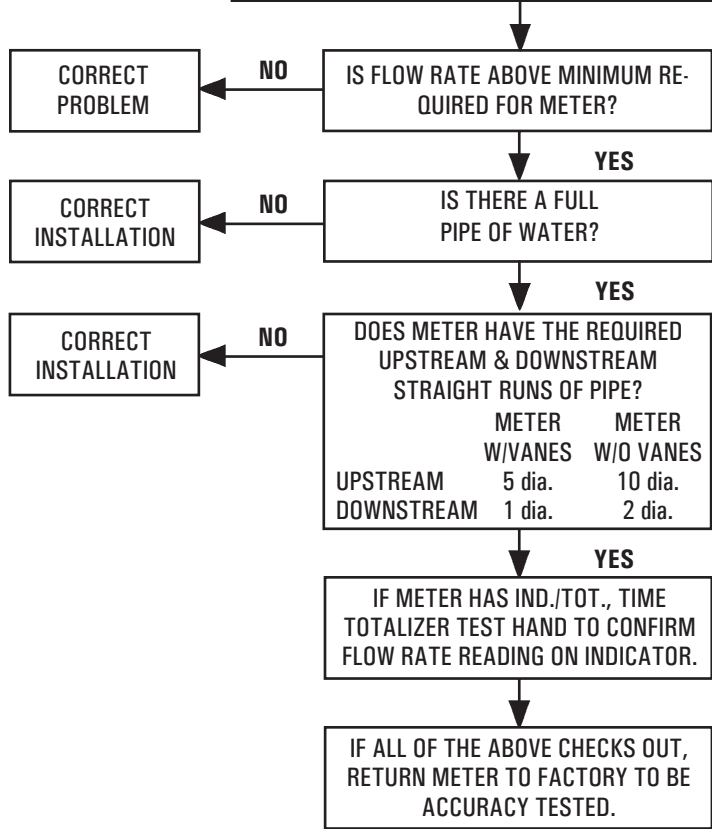 CORRECT
PROBLEM
NO
IS FLOW RATE ABOVE MINIMUM RE-
QUIRED FOR METER?
YES
CORRECT
INSTALLATION
NO
IS THERE A FULL
PIPE OF WATER?
YES
CORRECT
INSTALLATION
NO
DOES METER HAVE THE REQUIRED
UPSTREAM & DOWNSTREAM
STRAIGHT RUNS OF PIPE?
METER METER
W/VANES W/O VANES
UPSTREAM 5 dia. 10 dia.
DOWNSTREAM 1 dia. 2 dia.
YES
IF METER HAS IND./TOT., TIME
TOTALIZER TEST HAND TO CONFIRM
FLOW RATE READING ON INDICATOR.
IF ALL OF THE ABOVE CHECKS OUT,
RETURN METER TO FACTORY TO BE
ACCURACY TESTED.